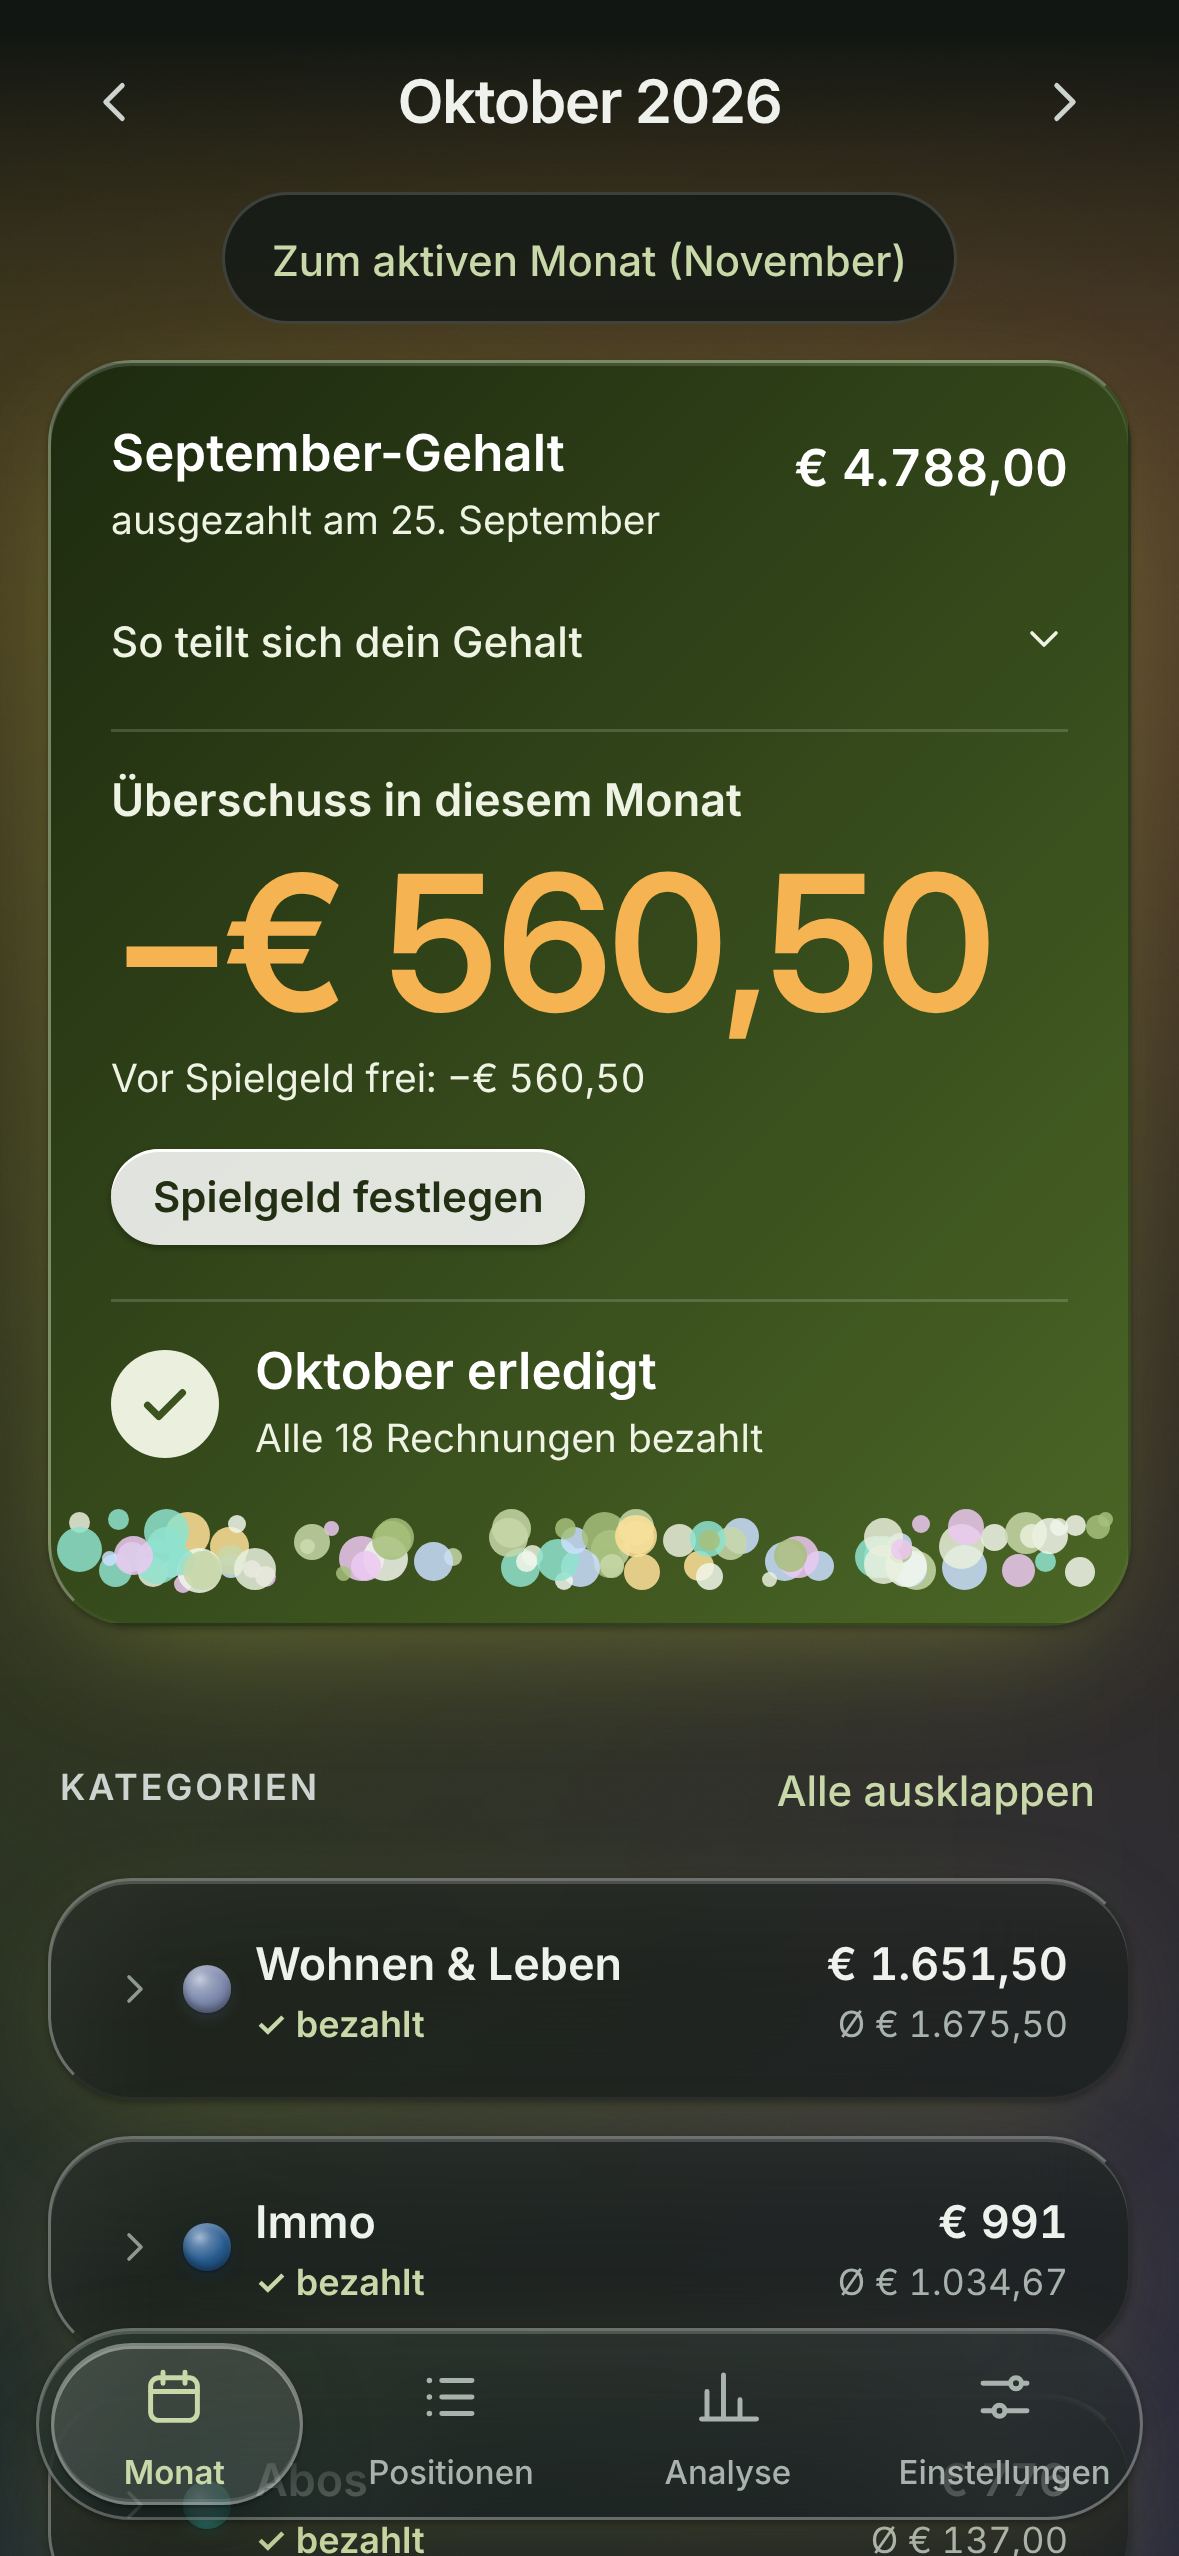 Oktober 2026
Zum aktiven Monat (November)
September-Gehalt
€ 4.788,00
ausgezahlt am 25. September
So teilt sich dein Gehalt
Überschuss in diesem Monat
−€ 560,50
Vor Spielgeld frei: −€ 560,50
Spielgeld festlegen
Oktober erledigt
Alle 18 Rechnungen bezahlt
KATEGORIEN
Alle ausklappen
Wohnen & Leben
€ 1.651,50
✓ bezahlt
Ø € 1.675,50
Immo
€ 991
✓ bezahlt
Ø € 1.034,67
Abos
€ 776
Monat
Positionen
Analyse
Einstellungen
✓ bezahlt
Ø € 137,00